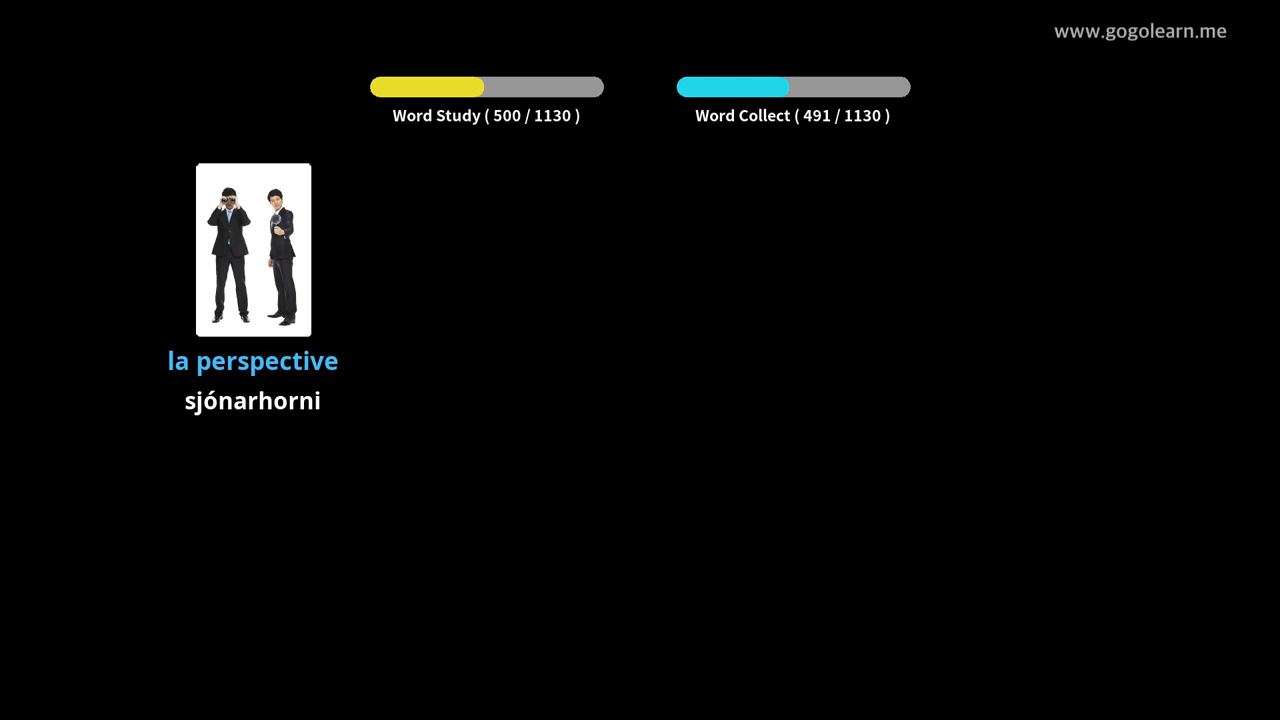 www.gogolearn.me
Word Study ( 500 / 1130 )
Word Collect ( 491 / 1130 )
la perspective
sjónarhorni